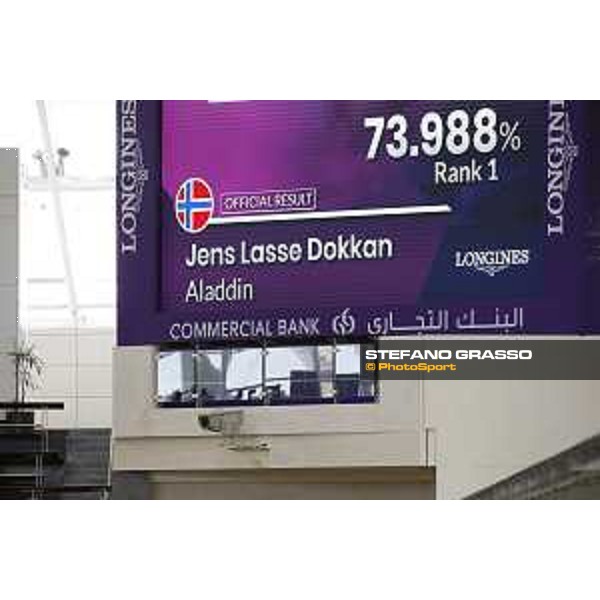 LONGINES
73.988%
Rank 1
LONGINES
OFFICIAL RESULT
Jens Lasse Dokkan
LONGINES
Aladdin
COMMERCIAL BANK البنك التجاري
STEFANO GRASSO
© PhotoSport